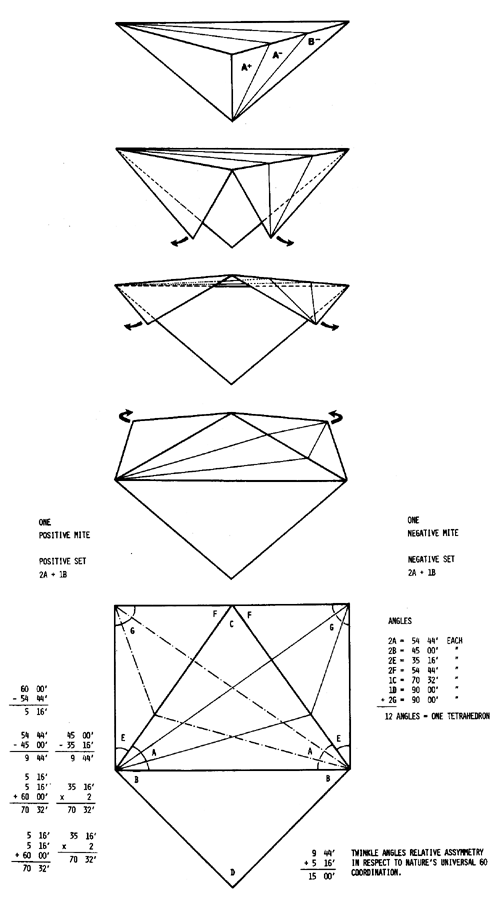 A+
A-
B-
ONE
POSITIVE MITE
POSITIVE SET
2A + 1B
ONE
NEGATIVE MITE
NEGATIVE SET
2A + 1B
F
F
C
G
G
E
E
A
A
B
B
D
60 00'
- 54 44'
5 16'
54 44'
- 45 00'
9 44'
45 00'
- 35 16'
9 44'
5 16'
5 16'
+ 60 00'
70 32'
35 16'
x 2
70 32'
5 16'
5 16'
+ 60 00'
70 32'
35 16'
x 2
70 32'
ANGLES
2A = 54 44' EACH
2B = 45 00' "
2E = 35 16' "
2F = 54 44' "
1C = 70 32' "
1D = 90 00' "
+ 2G = 90 00' "
12 ANGLES = ONE TETRAHEDRON
9 44'
+ 5 16'
15 00'
TWINKLE ANGLES RELATIVE ASSYMETRY
IN RESPECT TO NATURE'S UNIVERSAL 60
COORDINATION.